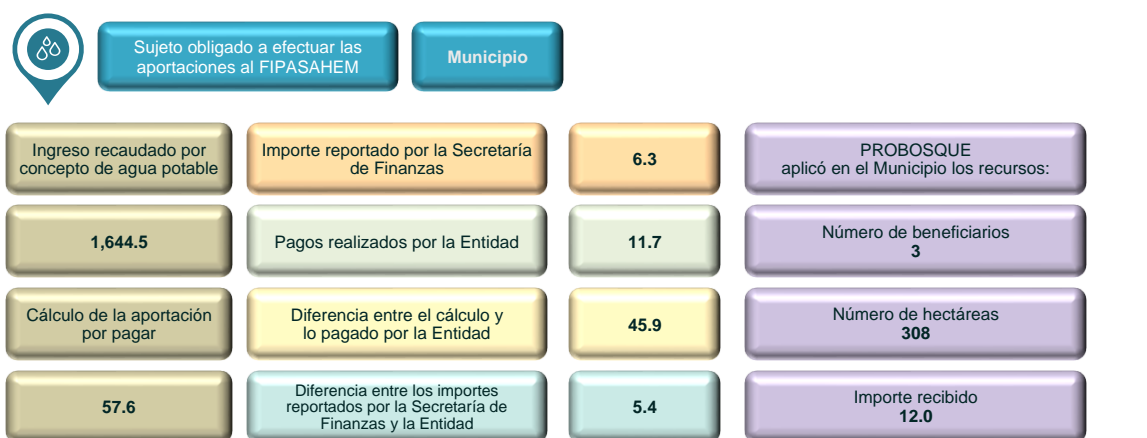 Sujeto obligado a efectuar las
aportaciones al FIPASAHEM
Municipio
Ingreso recaudado por
concepto de agua potable
Importe reportado por la Secretaría
de Finanzas
6.3
PROBOSQUE
aplicó en el Municipio los recursos:
1,644.5
Pagos realizados por la Entidad
11.7
Número de beneficiarios
3
Cálculo de la aportación
por pagar
Diferencia entre el cálculo y
lo pagado por la Entidad
45.9
Número de hectáreas
308
57.6
Diferencia entre los importes
reportados por la Secretaría de
Finanzas y la Entidad
5.4
Importe recibido
12.0